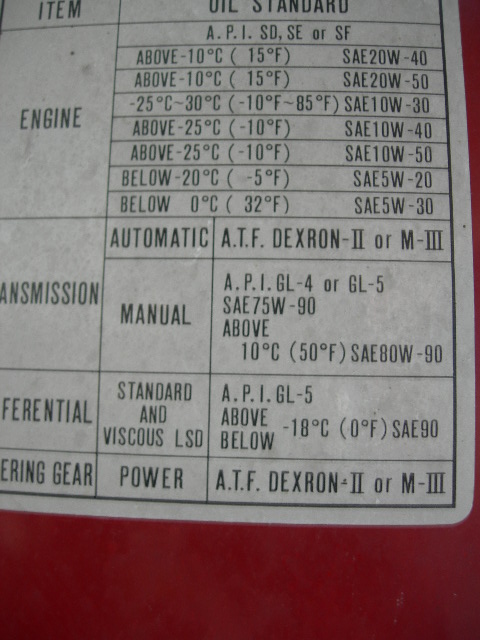 ITEM OIL STANDARD
ENGINE
A.P.I. SD, SE or SF
ABOVE-10°C ( 15°F) SAE20W-40
ABOVE-10°C ( 15°F) SAE20W-50
-25°C~30°C (-10°F~85°F) SAE10W-30
ABOVE-25°C (-10°F) SAE10W-40
ABOVE-25°C (-10°F) SAE10W-50
BELOW-20°C ( -5°F) SAE5W-20
BELOW 0°C ( 32°F) SAE5W-30
ANSMISSION
AUTOMATIC A.T.F. DEXRON-II or M-III
MANUAL
A.P.I. GL-4 or GL-5
SAE75W-90
ABOVE
10°C (50°F) SAE80W-90
FERENTIAL
STANDARD
AND
VISCOUS LSD
A.P.I. GL-5
ABOVE
BELOW
-18°C (0°F) SAE90
ERING GEAR POWER A.T.F. DEXRON-II or M-III